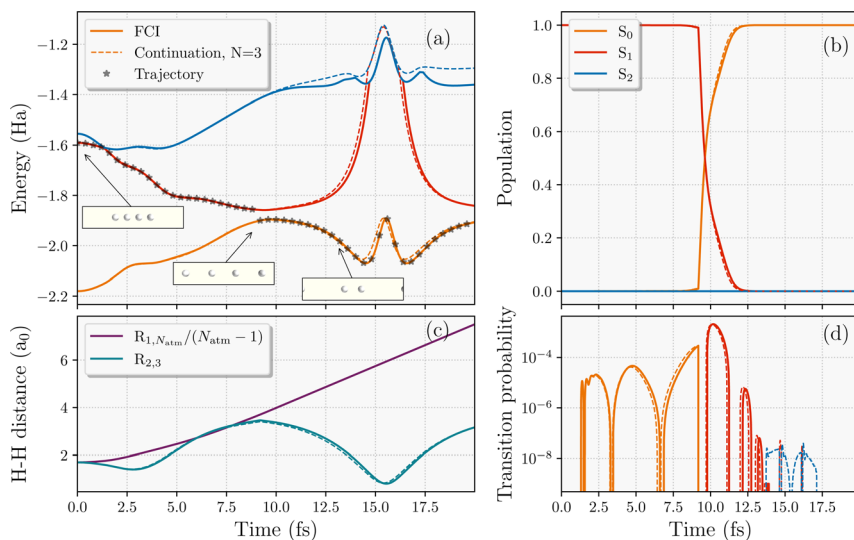 (a)
FCI
Continuation, N=3
Trajectory
Energy (Ha)
−1.2
−1.4
−1.6
−1.8
−2.0
−2.2
(b)
S0
S1
S2
Population
1.0
0.8
0.6
0.4
0.2
0.0
(c)
R1,Natm/(Natm − 1)
R2,3
H-H distance (a0)
6
4
2
0.0 2.5 5.0 7.5 10.0 12.5 15.0 17.5
Time (fs)
(d)
Transition probability
10−4
10−6
10−8
0.0 2.5 5.0 7.5 10.0 12.5 15.0 17.5
Time (fs)